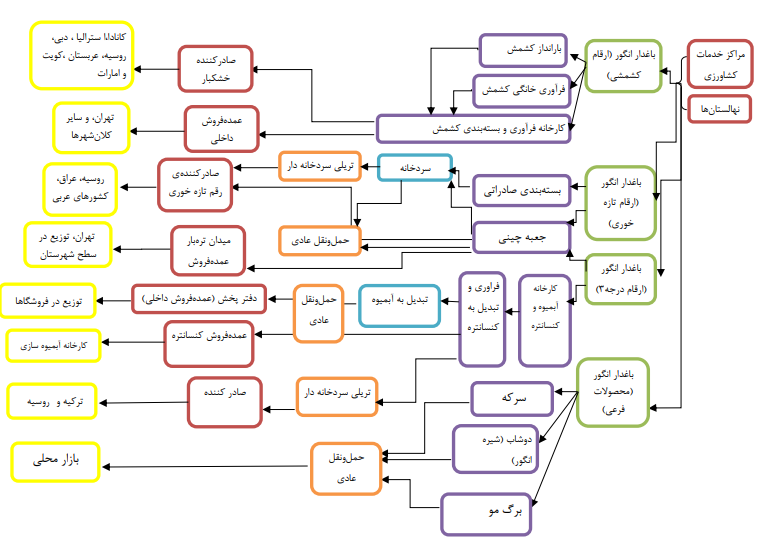 مراکز خدمات
کشاورزی
نهالستان‌ها
باغدار انگور (ارقام
کشمشی)
بارانداز کشمش
فرآوری خانگی کشمش
کارخانه فرآوری و بسته‌بندی کشمش
صادرکننده
خشکبار
کانادا،ا سترالیا ، دبی،
روسیه، عربستان ،کویت
و امارات
عمده‌فروش
داخلی
تهران، و سایر
کلان‌شهرها
باغدار انگور
(ارقام تازه
خوری)
بسته‌بندی صادراتی
سردخانه
تریلی سردخانه دار
صادرکننده‌ی
رقم تازه خوری
روسیه، عراق،
کشورهای عربی
جعبه چینی
حمل‌ونقل عادی
میدان تره‌بار
عمده‌فروش
تهران، توزیع در
سطح شهرستان
باغدار انگور
(ارقام درجه۳)
کارخانه
آبمیوه و
کنسانتره
فراوری و
تبدیل به
کنسانتره
تبدیل به آبمیوه
حمل‌ونقل
عادی
دفتر پخش (عمده‌فروش داخلی)
توزیع در فروشگاها
عمده‌فروش کنسانتره
کارخانه آبمیوه سازی
تریلی سردخانه دار
صادر کننده
ترکیه و روسیه
باغدار انگور
(محصولات
فرعی)
سرکه
دوشاب (شیره
انگور)
برگ مو
حمل‌ونقل
عادی
بازار محلی